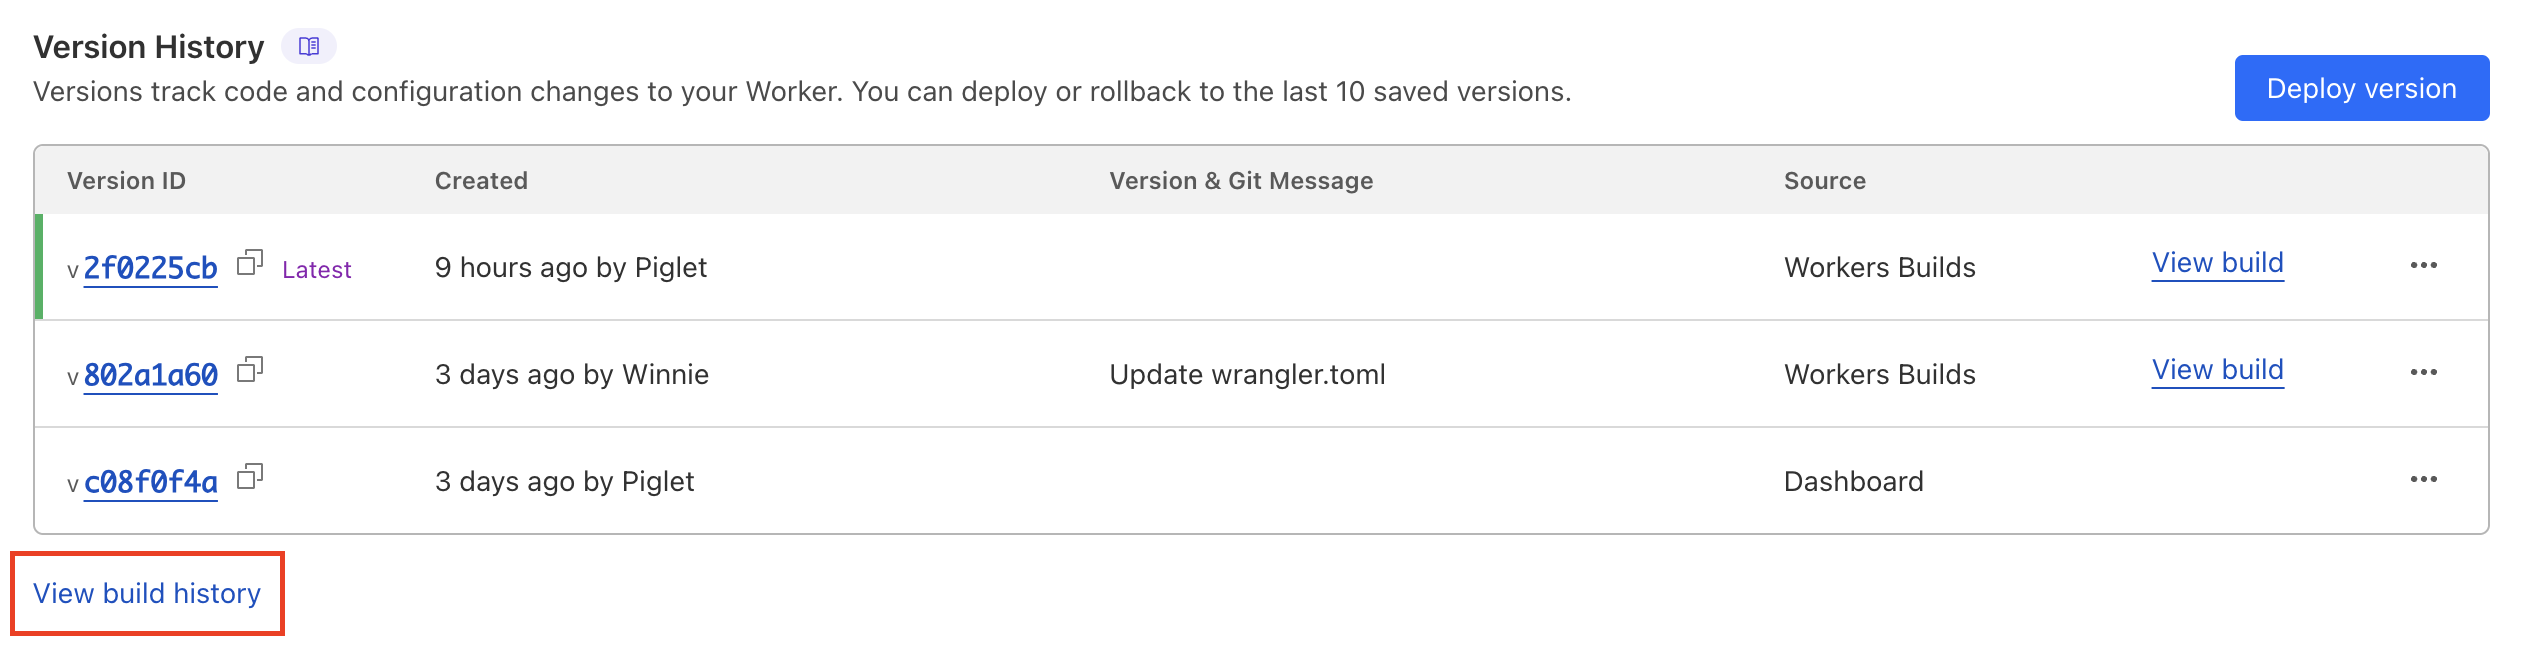 Version History
Versions track code and configuration changes to your Worker. You can deploy or rollback to the last 10 saved versions.
Deploy version
Version ID Created Version & Git Message Source
v 2f0225cb Latest 9 hours ago by Piglet Workers Builds View build
v 802a1a60 3 days ago by Winnie Update wrangler.toml Workers Builds View build
v c08f0f4a 3 days ago by Piglet Dashboard
View build history